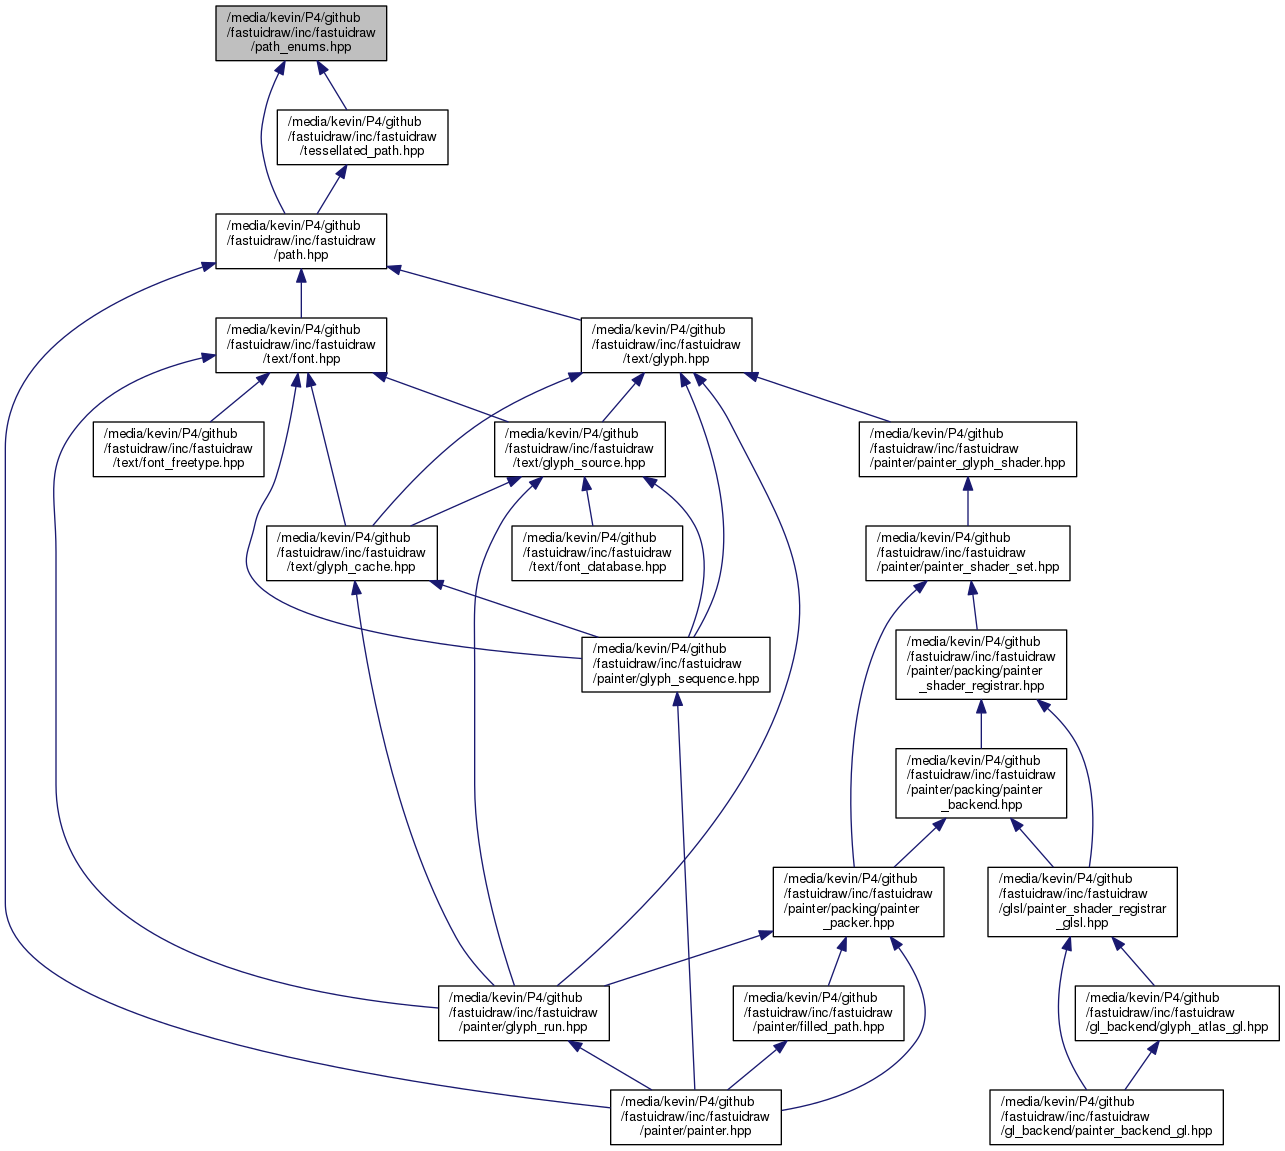 /media/kevin/P4/github
/fastuidraw/inc/fastuidraw
/path_enums.hpp
/media/kevin/P4/github
/fastuidraw/inc/fastuidraw
/tessellated_path.hpp
/media/kevin/P4/github
/fastuidraw/inc/fastuidraw
/path.hpp
/media/kevin/P4/github
/fastuidraw/inc/fastuidraw
/text/font.hpp
/media/kevin/P4/github
/fastuidraw/inc/fastuidraw
/text/glyph.hpp
/media/kevin/P4/github
/fastuidraw/inc/fastuidraw
/text/font_freetype.hpp
/media/kevin/P4/github
/fastuidraw/inc/fastuidraw
/text/glyph_source.hpp
/media/kevin/P4/github
/fastuidraw/inc/fastuidraw
/painter/painter_glyph_shader.hpp
/media/kevin/P4/github
/fastuidraw/inc/fastuidraw
/text/glyph_cache.hpp
/media/kevin/P4/github
/fastuidraw/inc/fastuidraw
/text/font_database.hpp
/media/kevin/P4/github
/fastuidraw/inc/fastuidraw
/painter/painter_shader_set.hpp
/media/kevin/P4/github
/fastuidraw/inc/fastuidraw
/painter/glyph_sequence.hpp
/media/kevin/P4/github
/fastuidraw/inc/fastuidraw
/painter/packing/painter
_shader_registrar.hpp
/media/kevin/P4/github
/fastuidraw/inc/fastuidraw
/painter/packing/painter
_backend.hpp
/media/kevin/P4/github
/fastuidraw/inc/fastuidraw
/painter/packing/painter
_packer.hpp
/media/kevin/P4/github
/fastuidraw/inc/fastuidraw
/glsl/painter_shader_registrar
_glsl.hpp
/media/kevin/P4/github
/fastuidraw/inc/fastuidraw
/painter/glyph_run.hpp
/media/kevin/P4/github
/fastuidraw/inc/fastuidraw
/painter/filled_path.hpp
/media/kevin/P4/github
/fastuidraw/inc/fastuidraw
/gl_backend/glyph_atlas_gl.hpp
/media/kevin/P4/github
/fastuidraw/inc/fastuidraw
/painter/painter.hpp
/media/kevin/P4/github
/fastuidraw/inc/fastuidraw
/gl_backend/painter_backend_gl.hpp